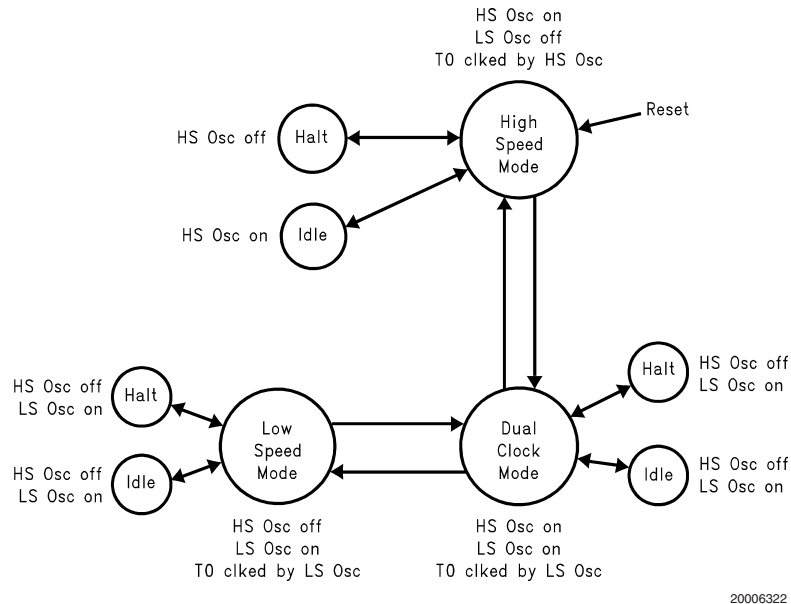 HS Osc on
LS Osc off
T0 clked by HS Osc
Reset
High
Speed
Mode
HS Osc off
Halt
HS Osc on
Idle
HS Osc off
LS Osc on
Halt
HS Osc off
LS Osc on
Idle
Low
Speed
Mode
HS Osc off
LS Osc on
T0 clked by LS Osc
Dual
Clock
Mode
HS Osc on
LS Osc on
T0 clked by LS Osc
Halt
HS Osc off
LS Osc on
Idle
HS Osc off
LS Osc on
20006322